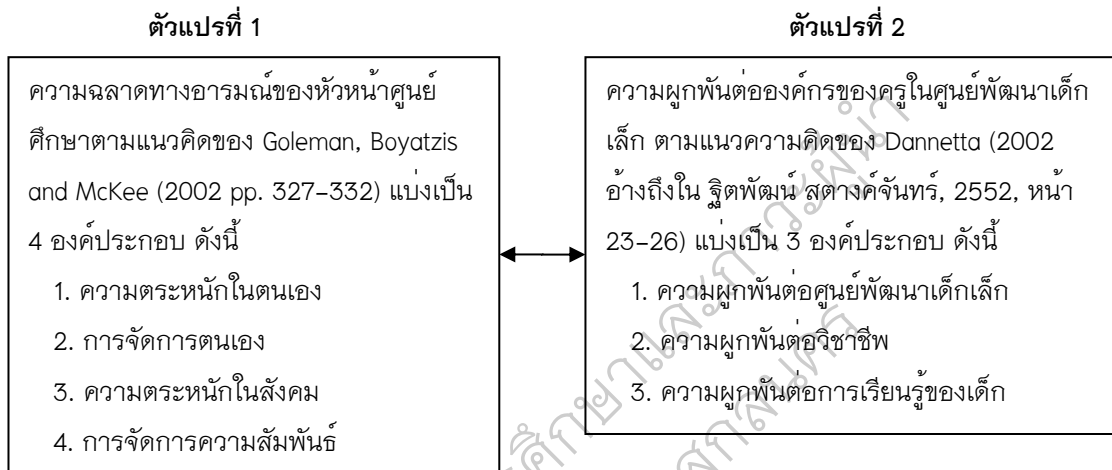 ตัวแปรที่ 1
ความฉลาดทางอารมณ์ของหัวหน้าศูนย์
ศึกษาตามแนวคิดของ Goleman, Boyatzis
and McKee (2002 pp. 327–332) แบ่งเป็น
4 องค์ประกอบ ดังนี้
1. ความตระหนักในตนเอง
2. การจัดการตนเอง
3. ความตระหนักในสังคม
4. การจัดการความสัมพันธ์
ตัวแปรที่ 2
ความผูกพันต่อองค์กรของครูในศูนย์พัฒนาเด็ก
เล็ก ตามแนวความคิดของ Dannetta (2002
อ้างถึงใน ฐิตพัฒน์ สตางค์จันทร์, 2552, หน้า
23–26) แบ่งเป็น 3 องค์ประกอบ ดังนี้
1. ความผูกพันต่อศูนย์พัฒนาเด็กเล็ก
2. ความผูกพันต่อวิชาชีพ
3. ความผูกพันต่อการเรียนรู้ของเด็ก